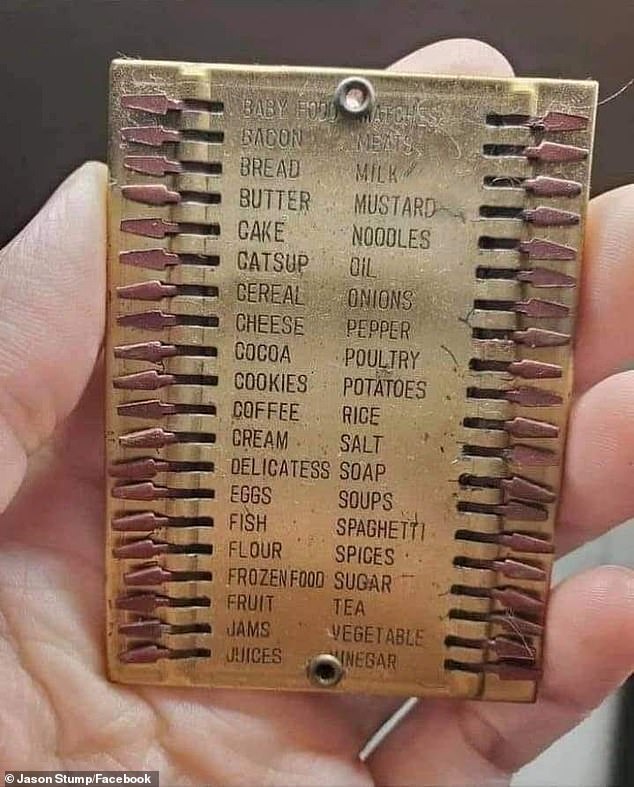 BABY FOOD
BACON
BREAD
BUTTER
CAKE
CATSUP
CEREAL
CHEESE
COCOA
COOKIES
COFFEE
CREAM
DELICATESS
EGGS
FISH
FLOUR
FROZEN FOOD
FRUIT
JAMS
JUICES
MATCHES
MEATS
MILK
MUSTARD
NOODLES
OIL
ONIONS
PEPPER
POULTRY
POTATOES
RICE
SALT
SOAP
SOUPS
SPAGHETTI
SPICES
SUGAR
TEA
VEGETABLE
VINEGAR
© Jason Stump/Facebook